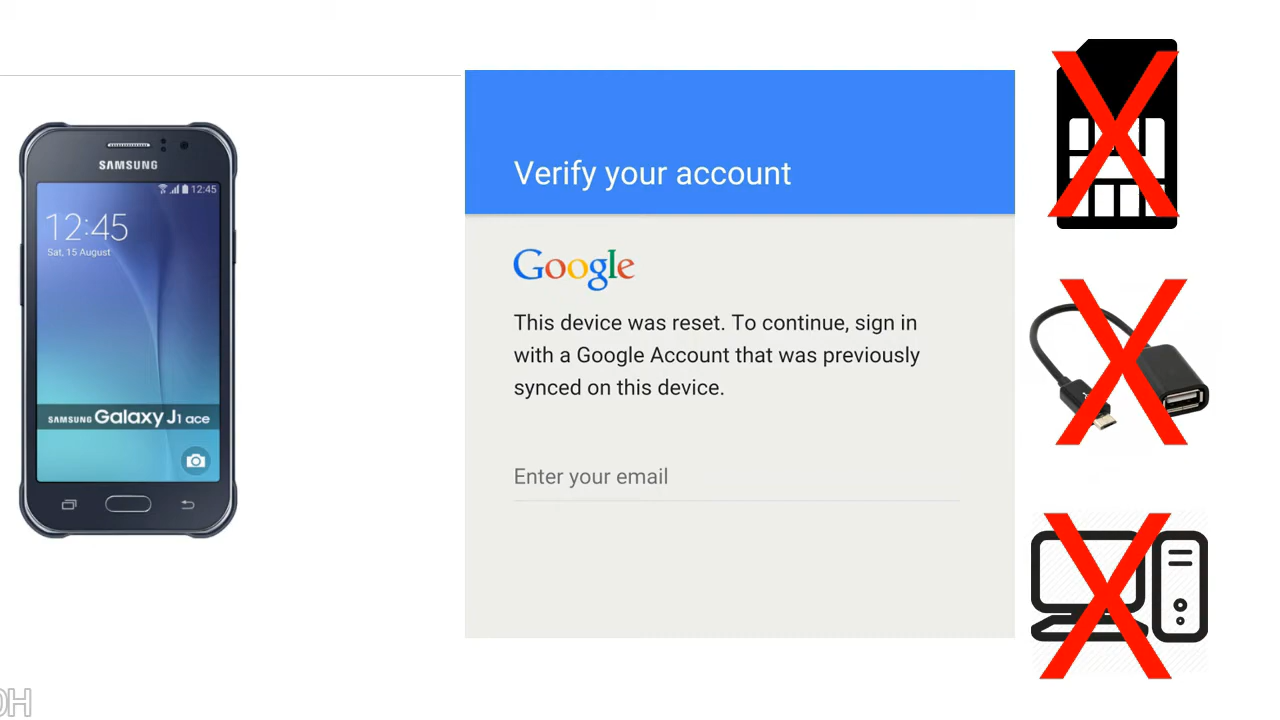 SAMSUNG
12:45
12:45
Sat, 15 August
SAMSUNG Galaxy J1 ace
Verify your account
Google
This device was reset. To continue, sign in
with a Google Account that was previously
synced on this device.
Enter your email